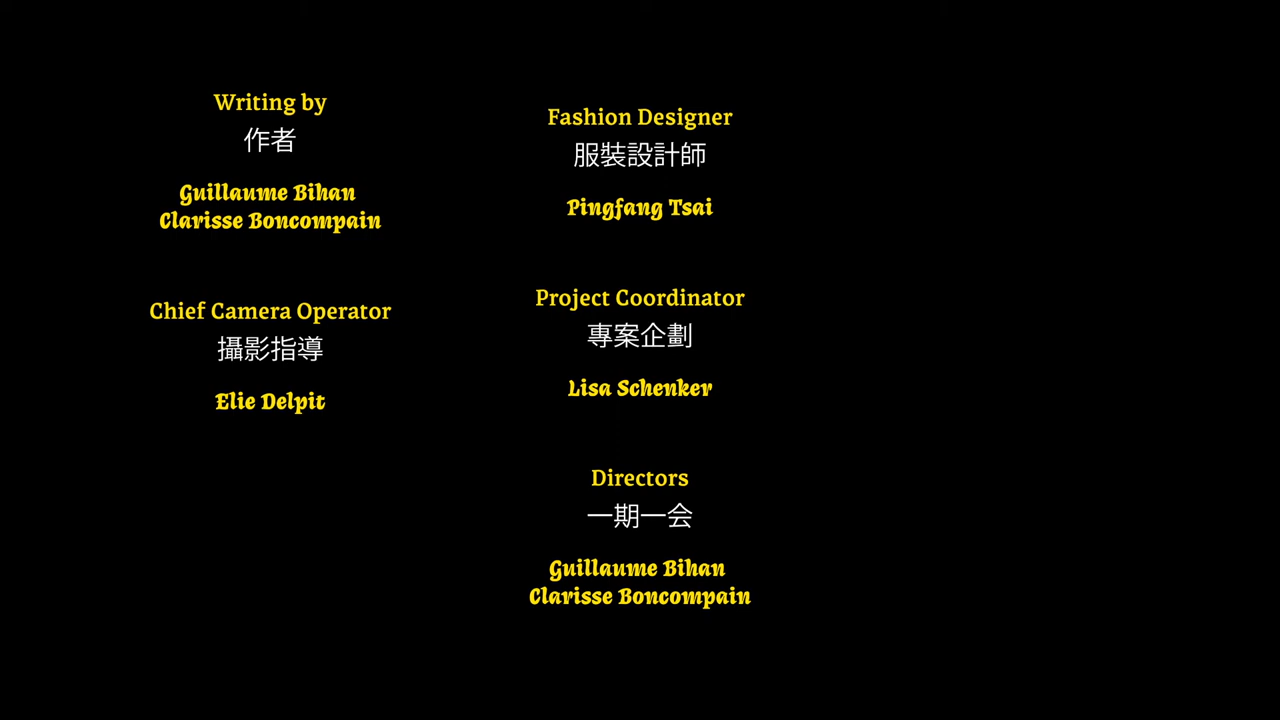 Writing by
作者
Guillaume Bihan
Clarisse Boncompain
Chief Camera Operator
攝影指導
Elie Delpit
Fashion Designer
服裝設計師
Pingfang Tsai
Project Coordinator
專案企劃
Lisa Schenker
Directors
一期一会
Guillaume Bihan
Clarisse Boncompain